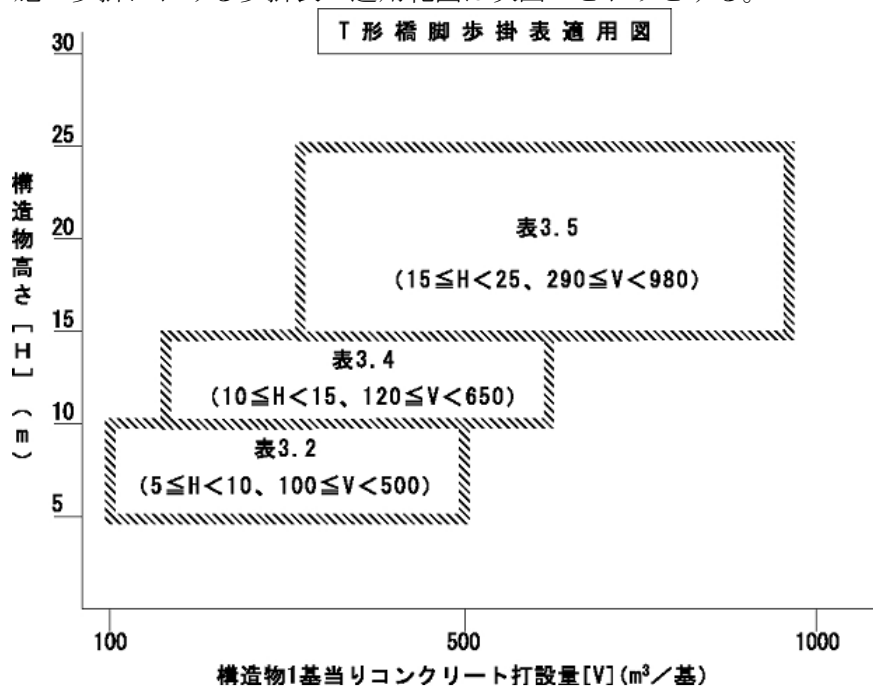 T形橋脚歩掛表適用図
30
25
20
15
10
5
構造物高さ[H] (m)
表3.5
(15≦H<25、290≦V<980)
表3.4
(10≦H<15、120≦V<650)
表3.2
(5≦H<10、100≦V<500)
100 500 1000
構造物1基当りコンクリート打設量[V](m³/基)